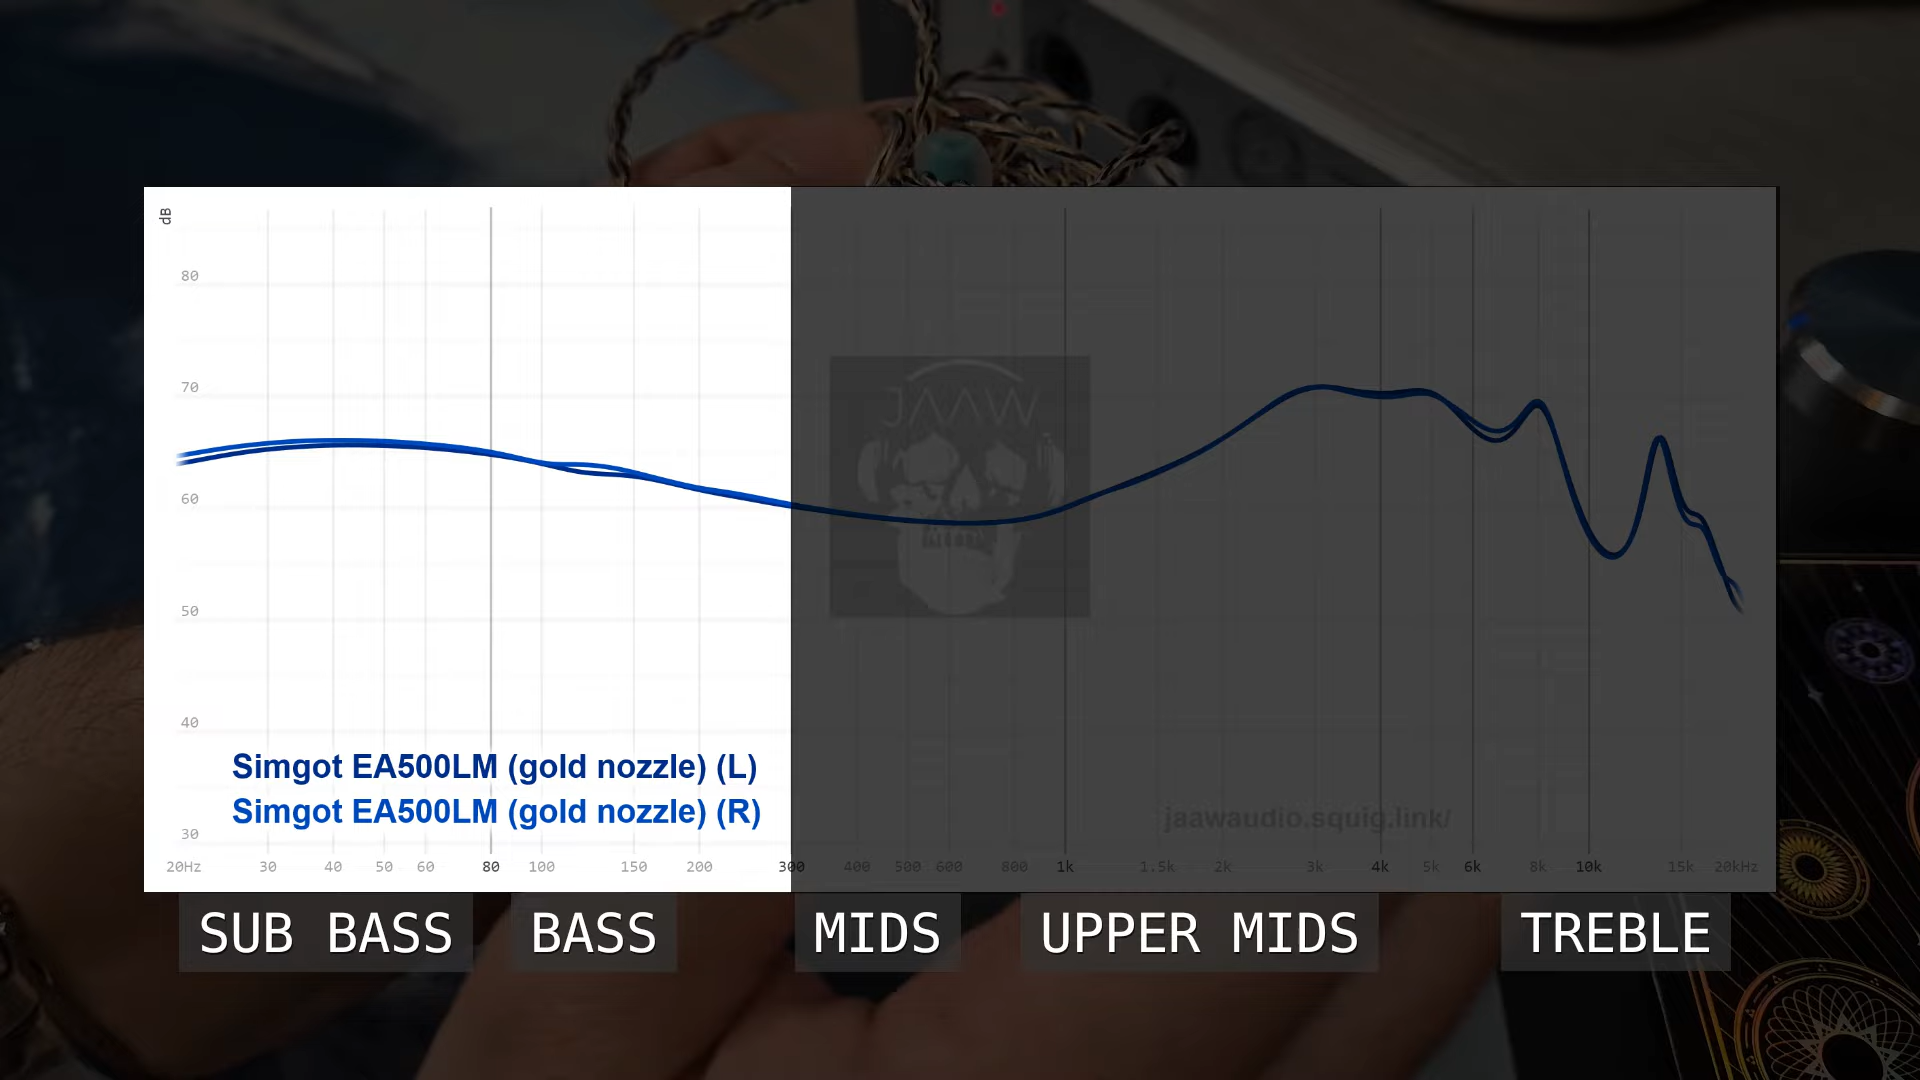 dB
80
70
60
50
40
30
JAAW
Simgot EA500LM (gold nozzle) (L)
Simgot EA500LM (gold nozzle) (R)
jaawaudio.squig.link/
20Hz 30 40 50 60 80 100 150 200 300 400 500 600 800 1k 1.5k 2k 3k 4k 5k 6k 8k 10k 15k 20kHz
SUB BASS BASS MIDS UPPER MIDS TREBLE